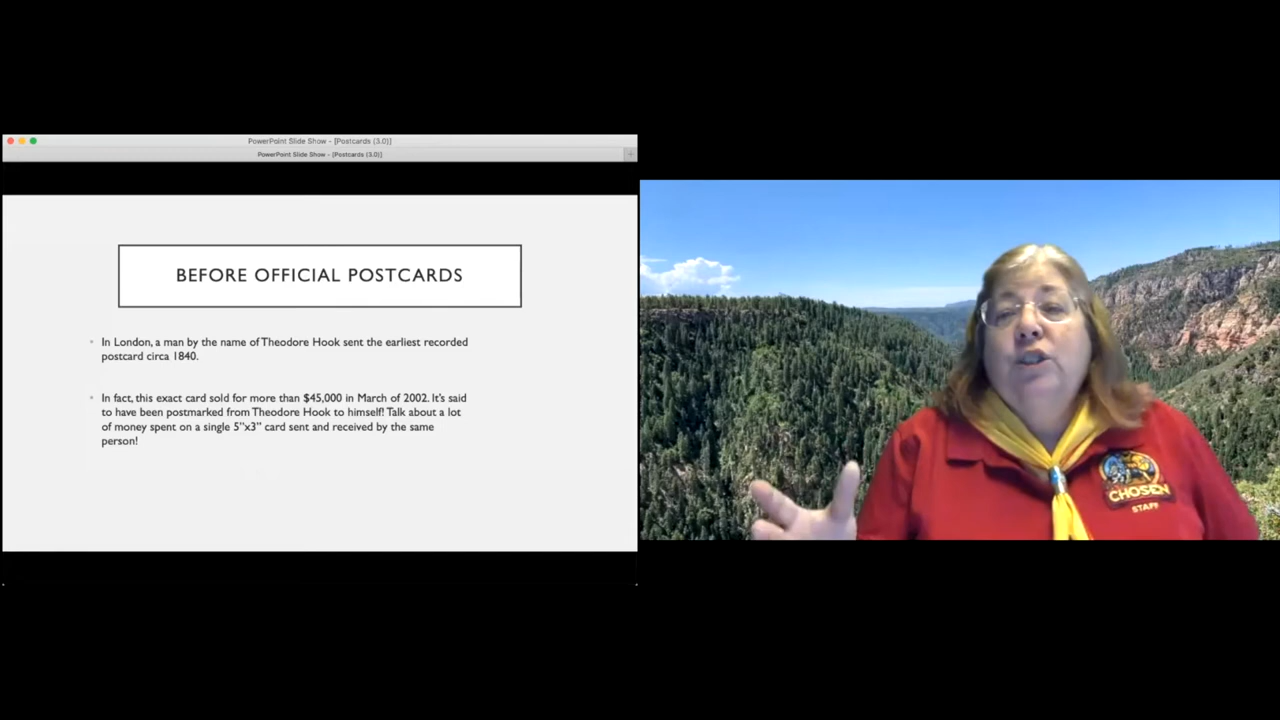 PowerPoint Slide Show - [Postcards (3.0)]
PowerPoint Slide Show - [Postcards (3.0)]
BEFORE OFFICIAL POSTCARDS
In London, a man by the name of Theodore Hook sent the earliest recorded
postcard circa 1840.
In fact, this exact card sold for more than $45,000 in March of 2002. It's said
to have been postmarked from Theodore Hook to himself! Talk about a lot
of money spent on a single 5"x3" card sent and received by the same
person!
CHOSEN
STAFF